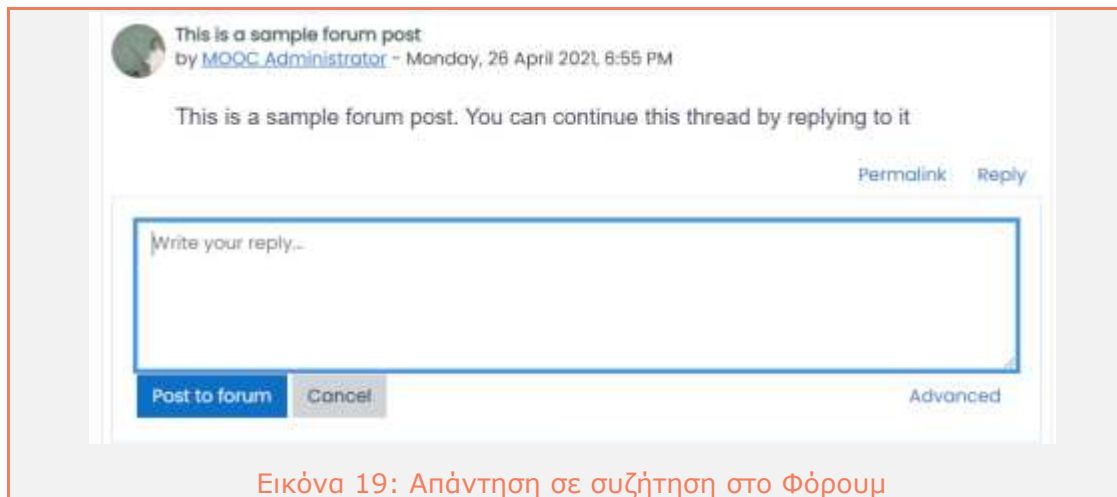 This is a sample forum post
by MOOC Administrator - Monday, 26 April 2021, 6:55 PM
This is a sample forum post. You can continue this thread by replying to it
Permalink Reply
Write your reply...
Post to forum Cancel Advanced
Εικόνα 19: Απάντηση σε συζήτηση στο Φόρουμ